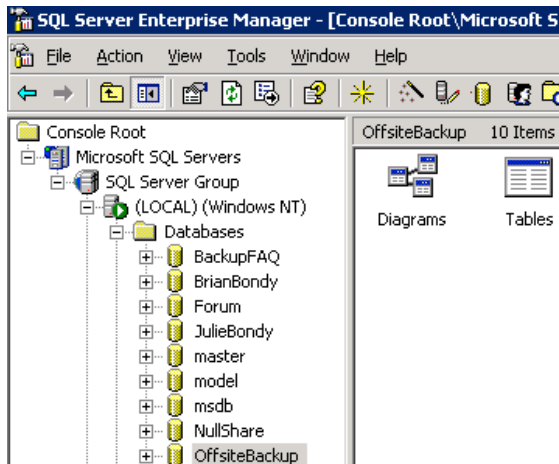 SQL Server Enterprise Manager - [Console Root\Microsoft S
File Action View Tools Window Help
Console Root
Microsoft SQL Servers
SQL Server Group
(LOCAL) (Windows NT)
Databases
BackupFAQ
BrianBondy
Forum
JulieBondy
master
model
msdb
NullShare
OffsiteBackup
OffsiteBackup 10 Items
Diagrams
Tables